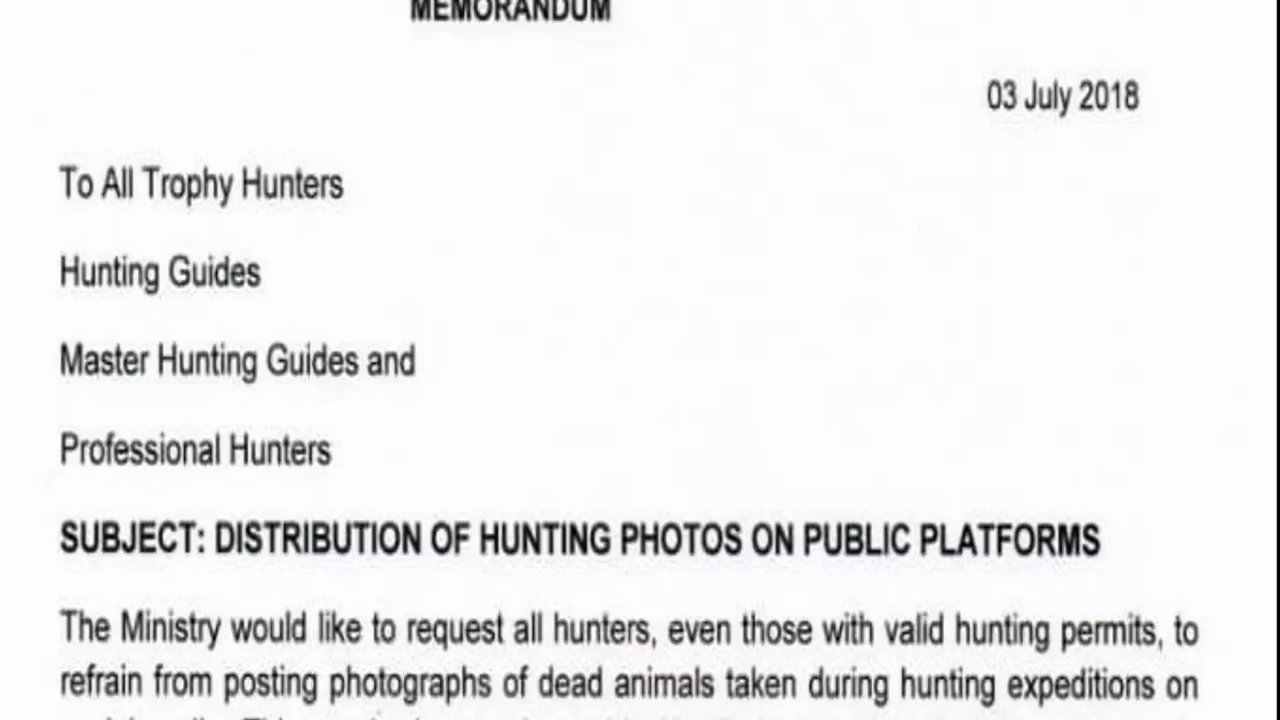 MEMORANDUM
03 July 2018
To All Trophy Hunters
Hunting Guides
Master Hunting Guides and
Professional Hunters
SUBJECT: DISTRIBUTION OF HUNTING PHOTOS ON PUBLIC PLATFORMS
The Ministry would like to request all hunters, even those with valid hunting permits, to
refrain from posting photographs of dead animals taken during hunting expeditions on